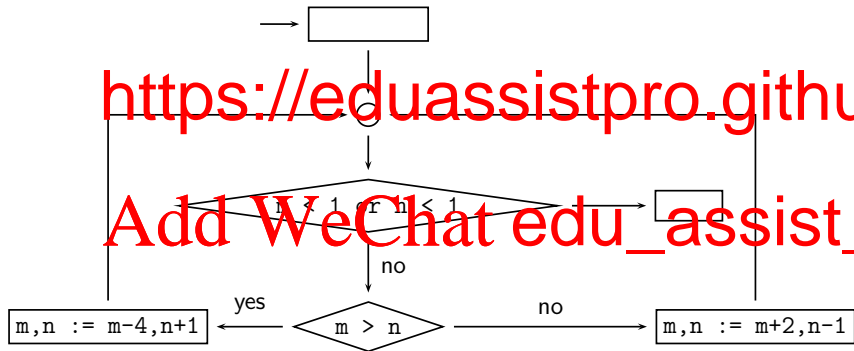 https://eduassistpro.githu
< 1 or n < 1
Add WeChat edu_assist_
no
yes
no
m,n := m-4,n+1
m > n
m,n := m+2,n-1